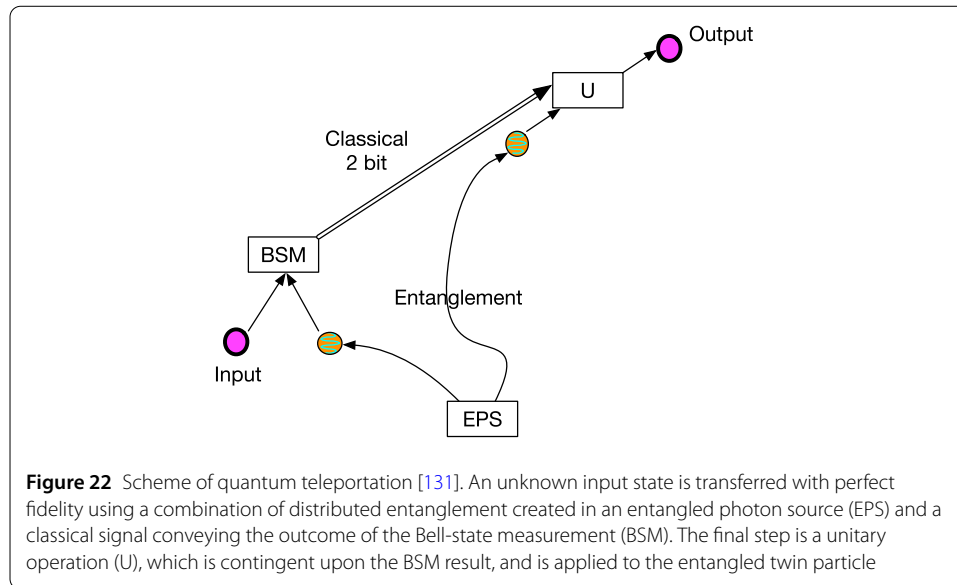 Output
U
Classical
2 bit
BSM
Entanglement
Input
EPS
Figure 22 Scheme of quantum teleportation [131]. An unknown input state is transferred with perfect
fidelity using a combination of distributed entanglement created in an entangled photon source (EPS) and a
classical signal conveying the outcome of the Bell-state measurement (BSM). The final step is a unitary
operation (U), which is contingent upon the BSM result, and is applied to the entangled twin particle